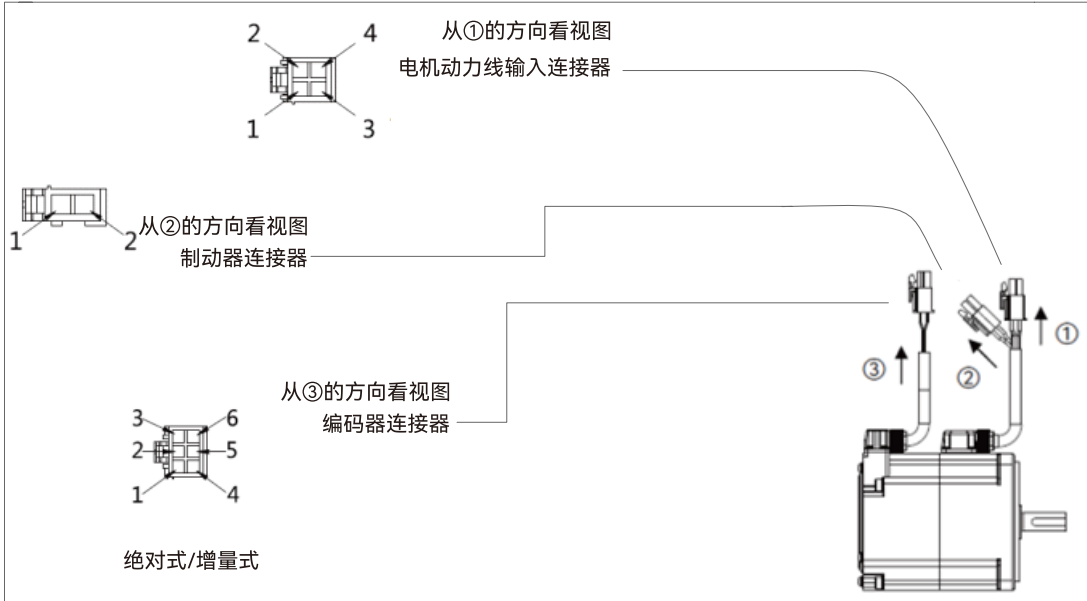 从①的方向看视图
2 4
电机动力线输入连接器
1 3
从②的方向看视图
1 2
制动器连接器
①
③ ②
从③的方向看视图
编码器连接器
3 6
2 5
1 4
绝对式/增量式